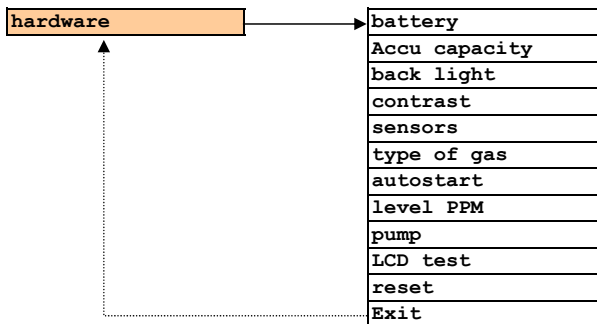 hardware
battery
Accu capacity
back light
contrast
sensors
type of gas
autostart
level PPM
pump
LCD test
reset
Exit